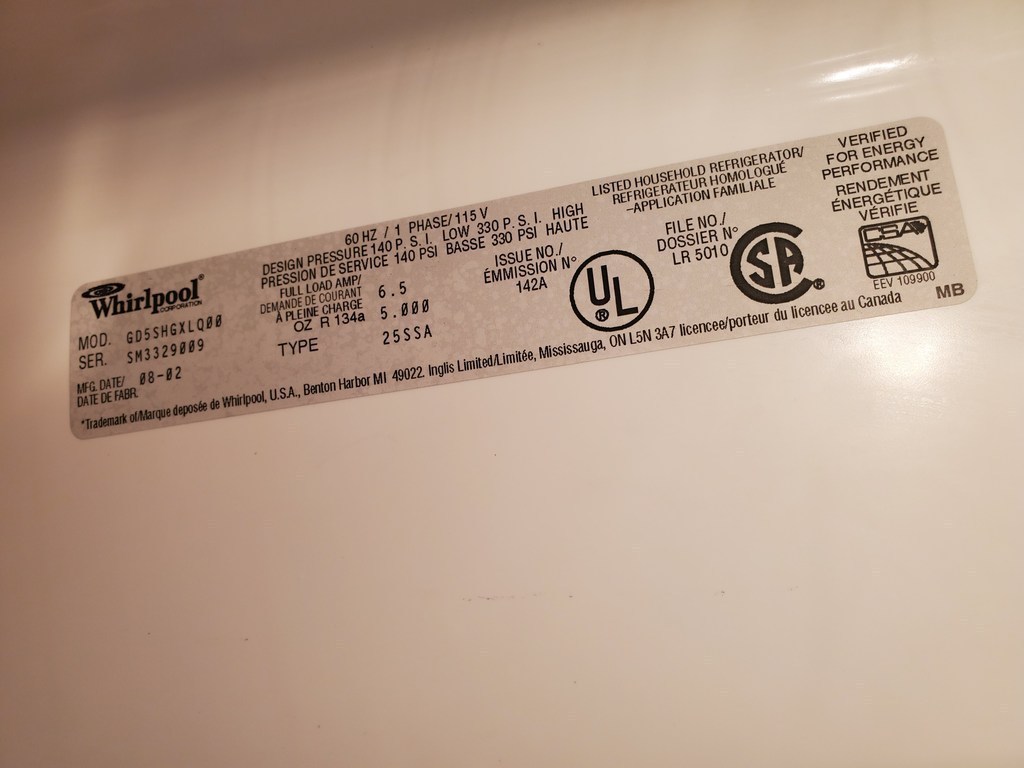 Whirlpool®
CORPORATION
MOD. GD5SHGXLQ00
SER. SM3329009
MFG. DATE/ 08-02
DATE DE FABR.
60 HZ / 1 PHASE/ 115 V
DESIGN PRESSURE 140 P. S. I. LOW 330 P. S. I. HIGH
PRESSION DE SERVICE 140 PSI BASSE 330 PSI HAUTE
FULL LOAD AMP/
DEMANDE DE COURANT 6.5
À PLEINE CHARGE
OZ R 134a 5.000
TYPE 25SSA
ISSUE NO./
ÉMMISSION N°
142A
UL®
LISTED HOUSEHOLD REFRIGERATOR/
REFRIGERATEUR HOMOLOGUÉ
-APPLICATION FAMILIALE
FILE NO./
DOSSIER N°
LR 5010
SA®
VERIFIED
FOR ENERGY
PERFORMANCE
RENDEMENT
ÉNERGÉTIQUE
VÉRIFIE
CSA
EEV 109900
MB
*Trademark of/Marque deposée de Whirlpool, U.S.A., Benton Harbor MI 49022. Inglis Limited/Limitée, Mississauga, ON L5N 3A7 licencee/porteur du licencee au Canada